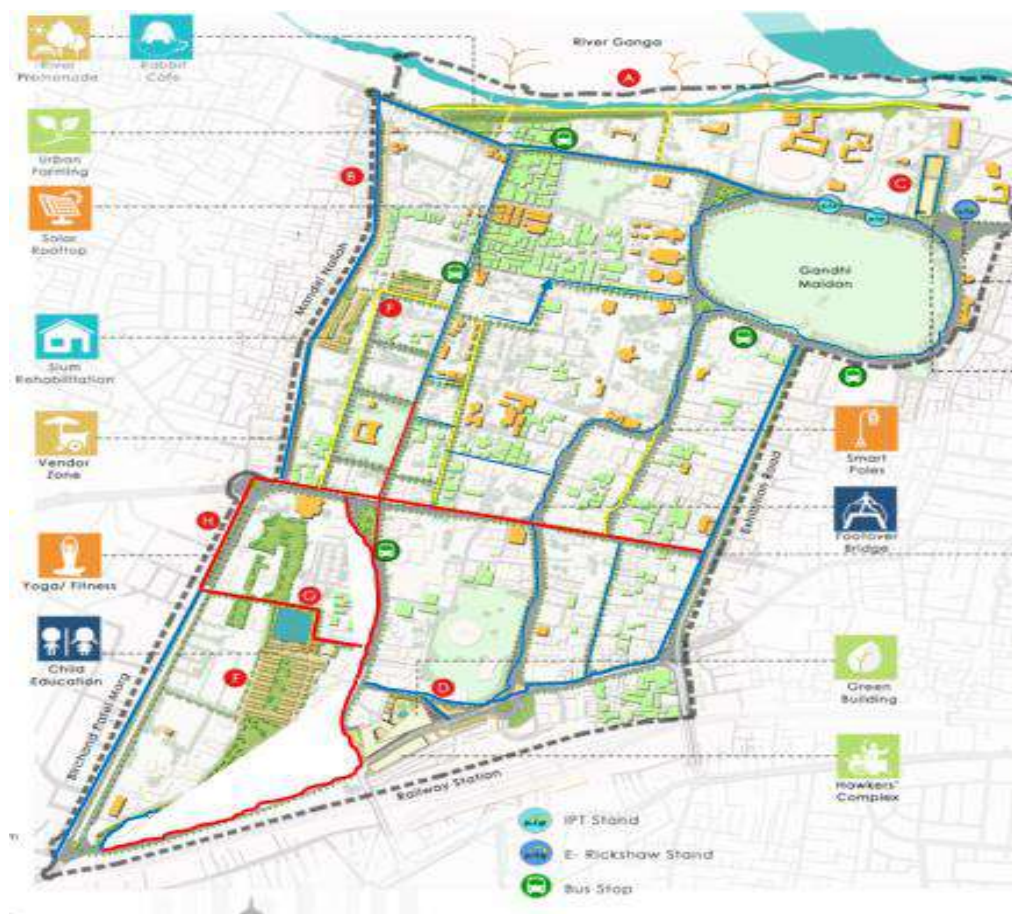 River
Promenade
Rabbit
Cafe
River Ganga
A
Urban
Farming
B
C
Solar
Rooftop
Gandhi
Maidan
Mandiri Nallah
F
Slum
Rehabilitation
Vendor
Zone
Smart
Poles
Exhibition Road
Footover
Bridge
H
Yoga/ Fitness
G
Child
Education
D
Green
Building
Birchand Patel Marg
Railway Station
Hawkers'
Complex
IPT Stand
E- Rickshaw Stand
Bus Stop